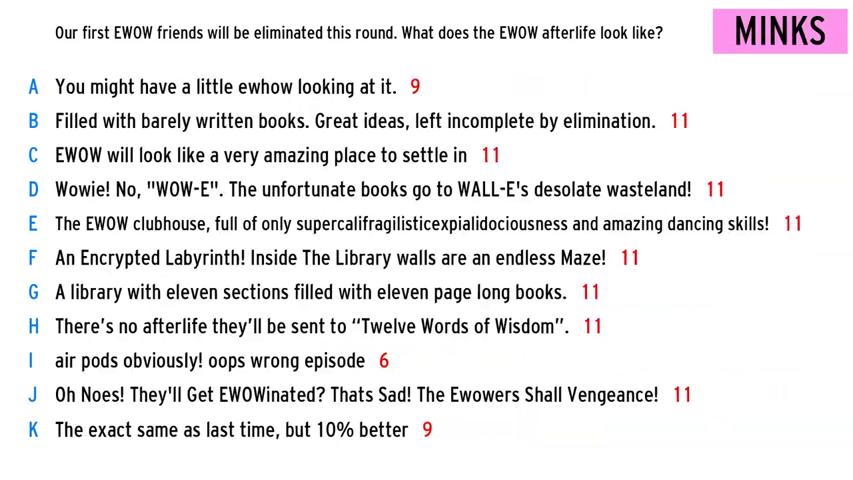 Our first EWOW friends will be eliminated this round. What does the EWOW afterlife look like?
MINKS
A You might have a little ewhow looking at it. 9
B Filled with barely written books. Great ideas, left incomplete by elimination. 11
C EWOW will look like a very amazing place to settle in 11
D Wowie! No, "WOW-E". The unfortunate books go to WALL-E's desolate wasteland! 11
E The EWOW clubhouse, full of only supercalifragilisticexpialidociousness and amazing dancing skills! 11
F An Encrypted Labyrinth! Inside The Library walls are an endless Maze! 11
G A library with eleven sections filled with eleven page long books. 11
H There’s no afterlife they’ll be sent to “Twelve Words of Wisdom”. 11
I air pods obviously! oops wrong episode 6
J Oh Noes! They'll Get EWOWinated? Thats Sad! The Ewowers Shall Vengeance! 11
K The exact same as last time, but 10% better 9